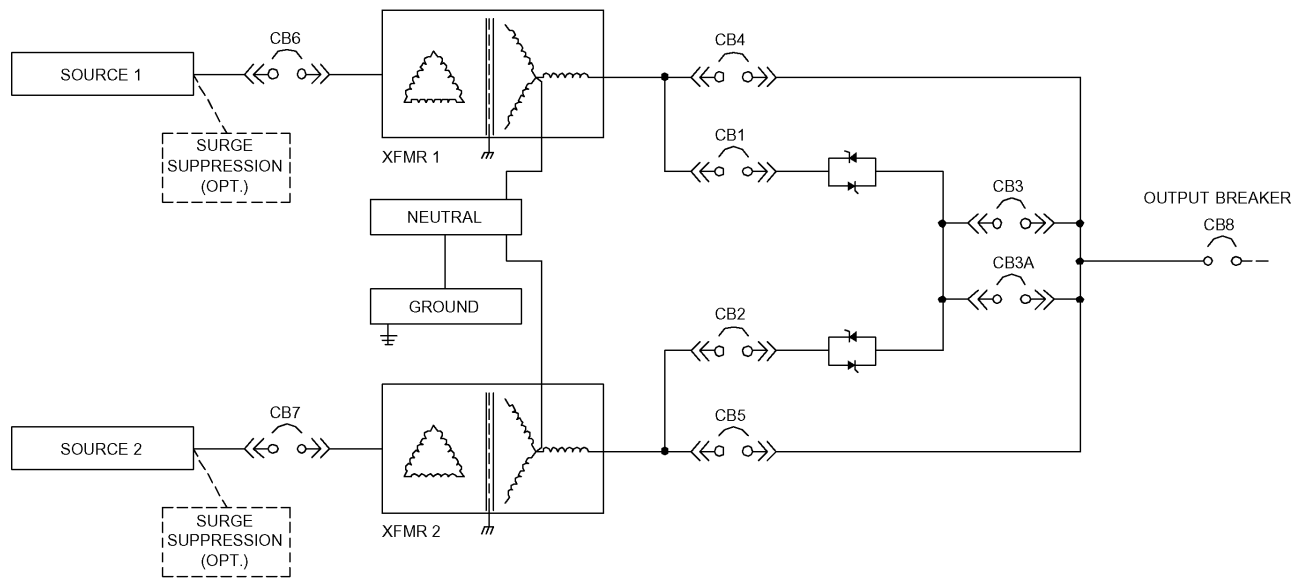 CB6
CB4
SOURCE 1
SURGE
SUPPRESSION
(OPT.)
XFMR 1
CB1
NEUTRAL
CB3
OUTPUT BREAKER
CB8
CB3A
GROUND
CB2
CB7
CB5
SOURCE 2
SURGE
SUPPRESSION
(OPT.)
XFMR 2